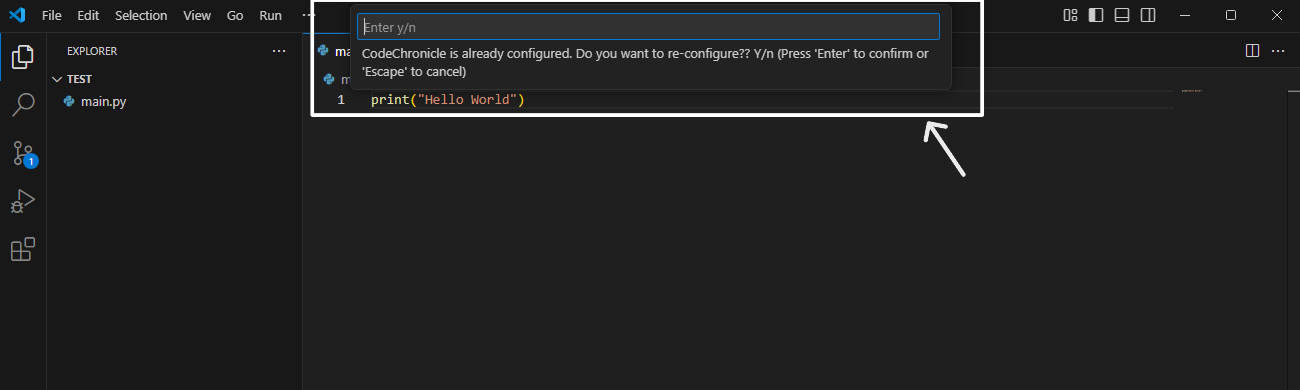 File Edit Selection View Go Run ···
Enter y/n
CodeChronicle is already configured. Do you want to re-configure?? Y/n (Press 'Enter' to confirm or
'Escape' to cancel)
EXPLORER ···
TEST
main.py
ma
m
1 print("Hello World")
1